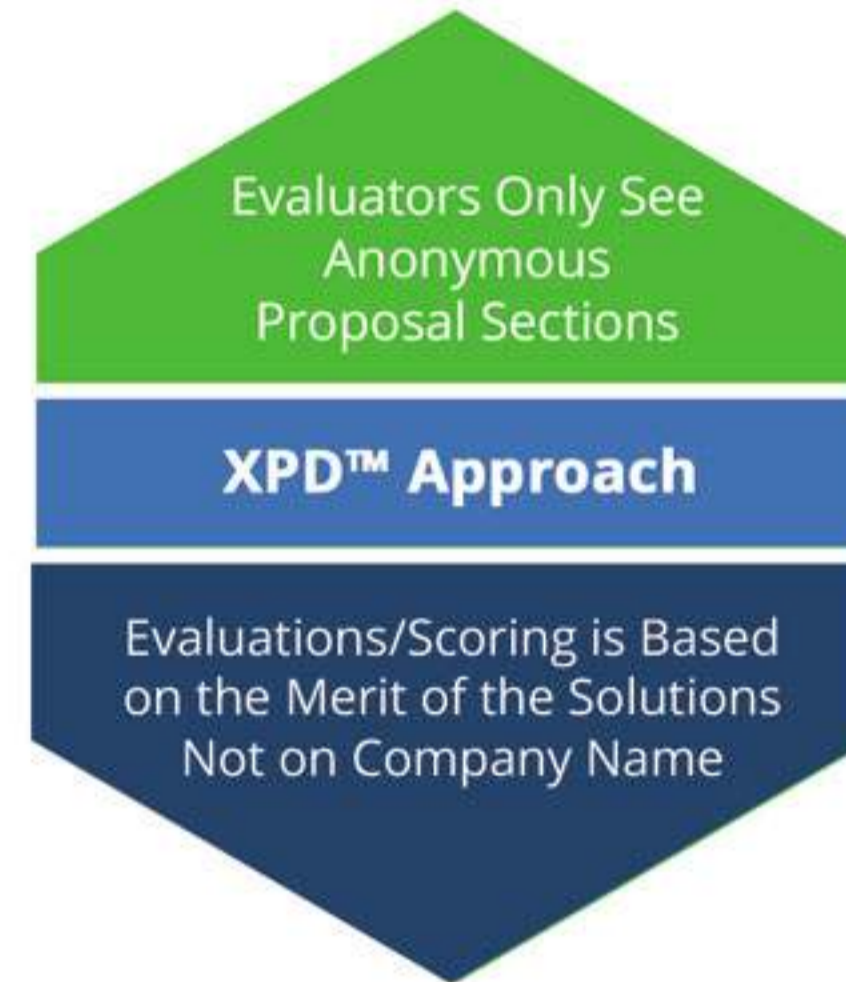 Evaluators Only See
Anonymous
Proposal Sections
XPD™ Approach
Evaluations/Scoring is Based
on the Merit of the Solutions
Not on Company Name